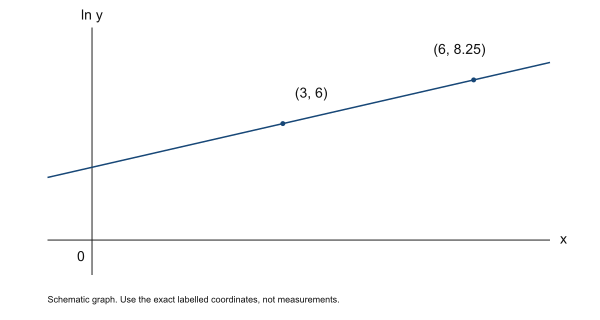 ln y
(6, 8.25)
(3, 6)
x
0
Schematic graph. Use the exact labelled coordinates, not measurements.